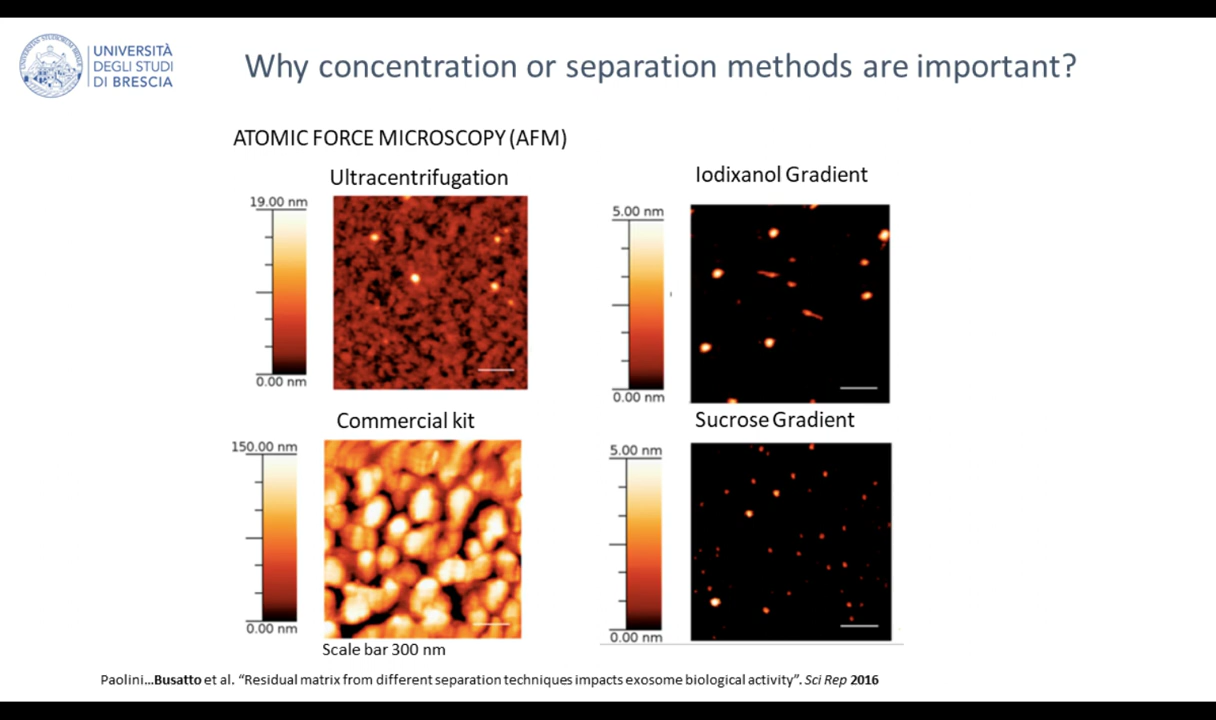 UNIVERSITÀ
DEGLI STUDI
DI BRESCIA
Why concentration or separation methods are important?
ATOMIC FORCE MICROSCOPY (AFM)
Ultracentrifugation
19.00 nm
0.00 nm
Iodixanol Gradient
5.00 nm
0.00 nm
Commercial kit
150.00 nm
0.00 nm
Scale bar 300 nm
Sucrose Gradient
5.00 nm
0.00 nm
Paolini...Busatto et al. “Residual matrix from different separation techniques impacts exosome biological activity”. Sci Rep 2016